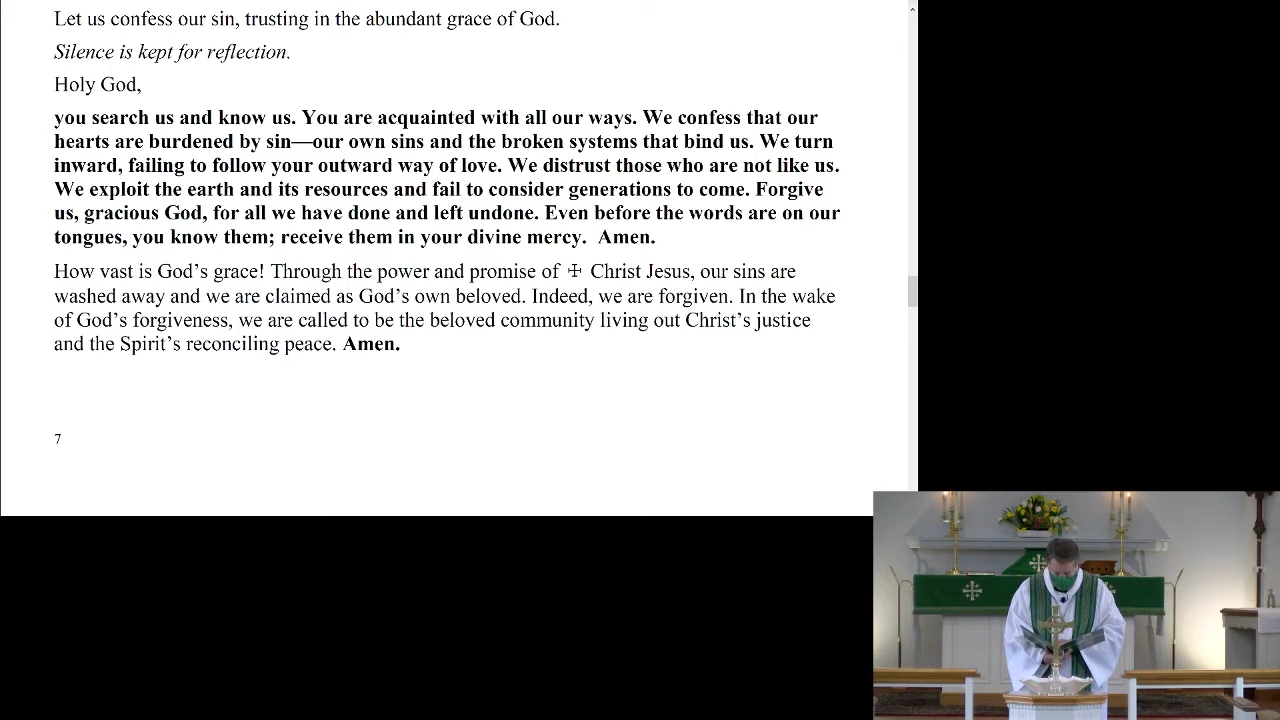 Let us confess our sin, trusting in the abundant grace of God.
Silence is kept for reflection.
Holy God,
you search us and know us. You are acquainted with all our ways. We confess that our
hearts are burdened by sin—our own sins and the broken systems that bind us. We turn
inward, failing to follow your outward way of love. We distrust those who are not like us.
We exploit the earth and its resources and fail to consider generations to come. Forgive
us, gracious God, for all we have done and left undone. Even before the words are on our
tongues, you know them; receive them in your divine mercy.  Amen.
How vast is God’s grace! Through the power and promise of ☩ Christ Jesus, our sins are
washed away and we are claimed as God’s own beloved. Indeed, we are forgiven. In the wake
of God’s forgiveness, we are called to be the beloved community living out Christ’s justice
and the Spirit’s reconciling peace. Amen.
7